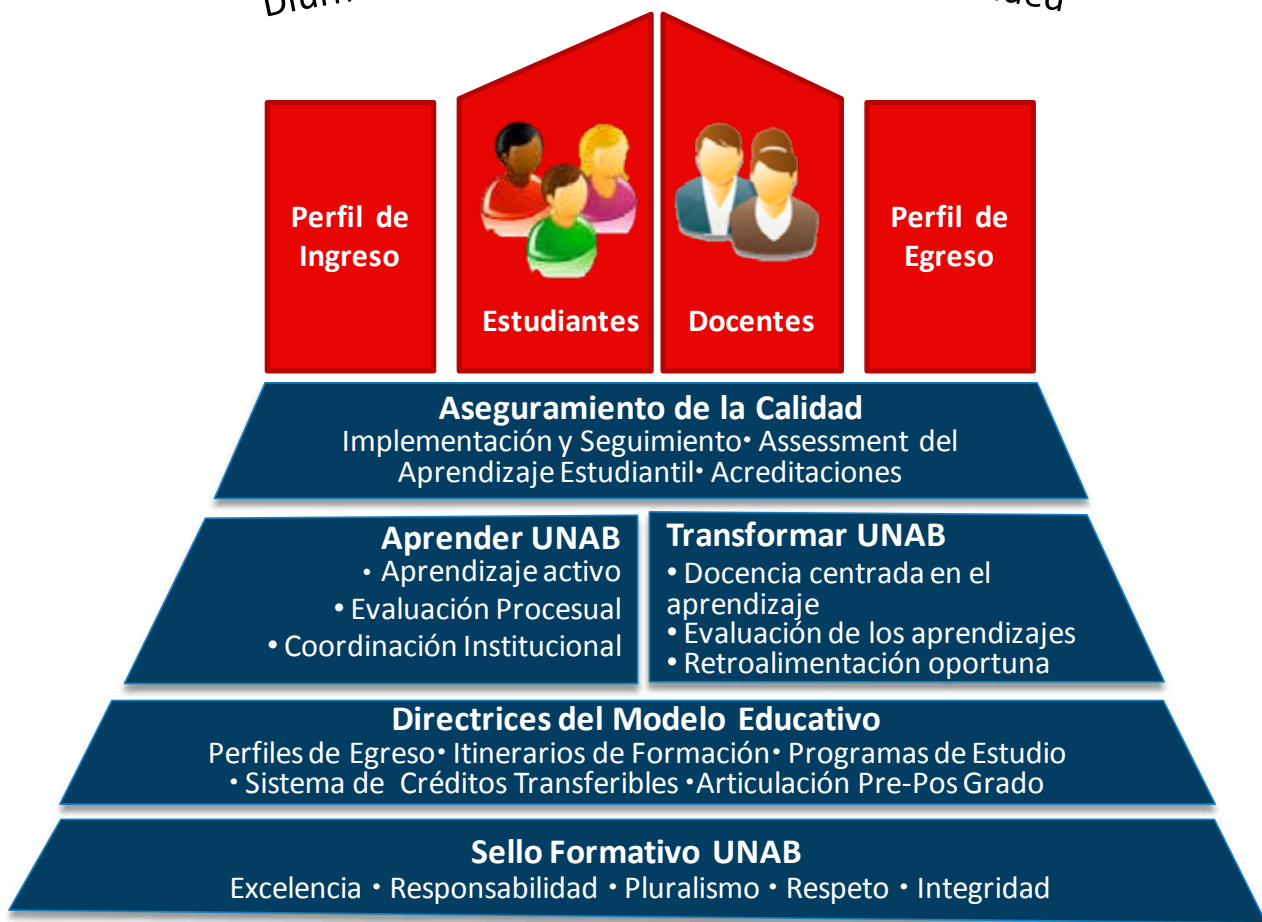 Perfil de
Ingreso
Estudiantes
Docentes
Perfil de
Egreso
Aseguramiento de la Calidad
Implementación y Seguimiento• Assessment del
Aprendizaje Estudiantil• Acreditaciones
Aprender UNAB
• Aprendizaje activo
• Evaluación Procesual
• Coordinación Institucional
Transformar UNAB
• Docencia centrada en el
aprendizaje
• Evaluación de los aprendizajes
• Retroalimentación oportuna
Directrices del Modelo Educativo
Perfiles de Egreso• Itinerarios de Formación• Programas de Estudio
• Sistema de Créditos Transferibles •Articulación Pre-Pos Grado
Sello Formativo UNAB
Excelencia • Responsabilidad • Pluralismo • Respeto • Integridad